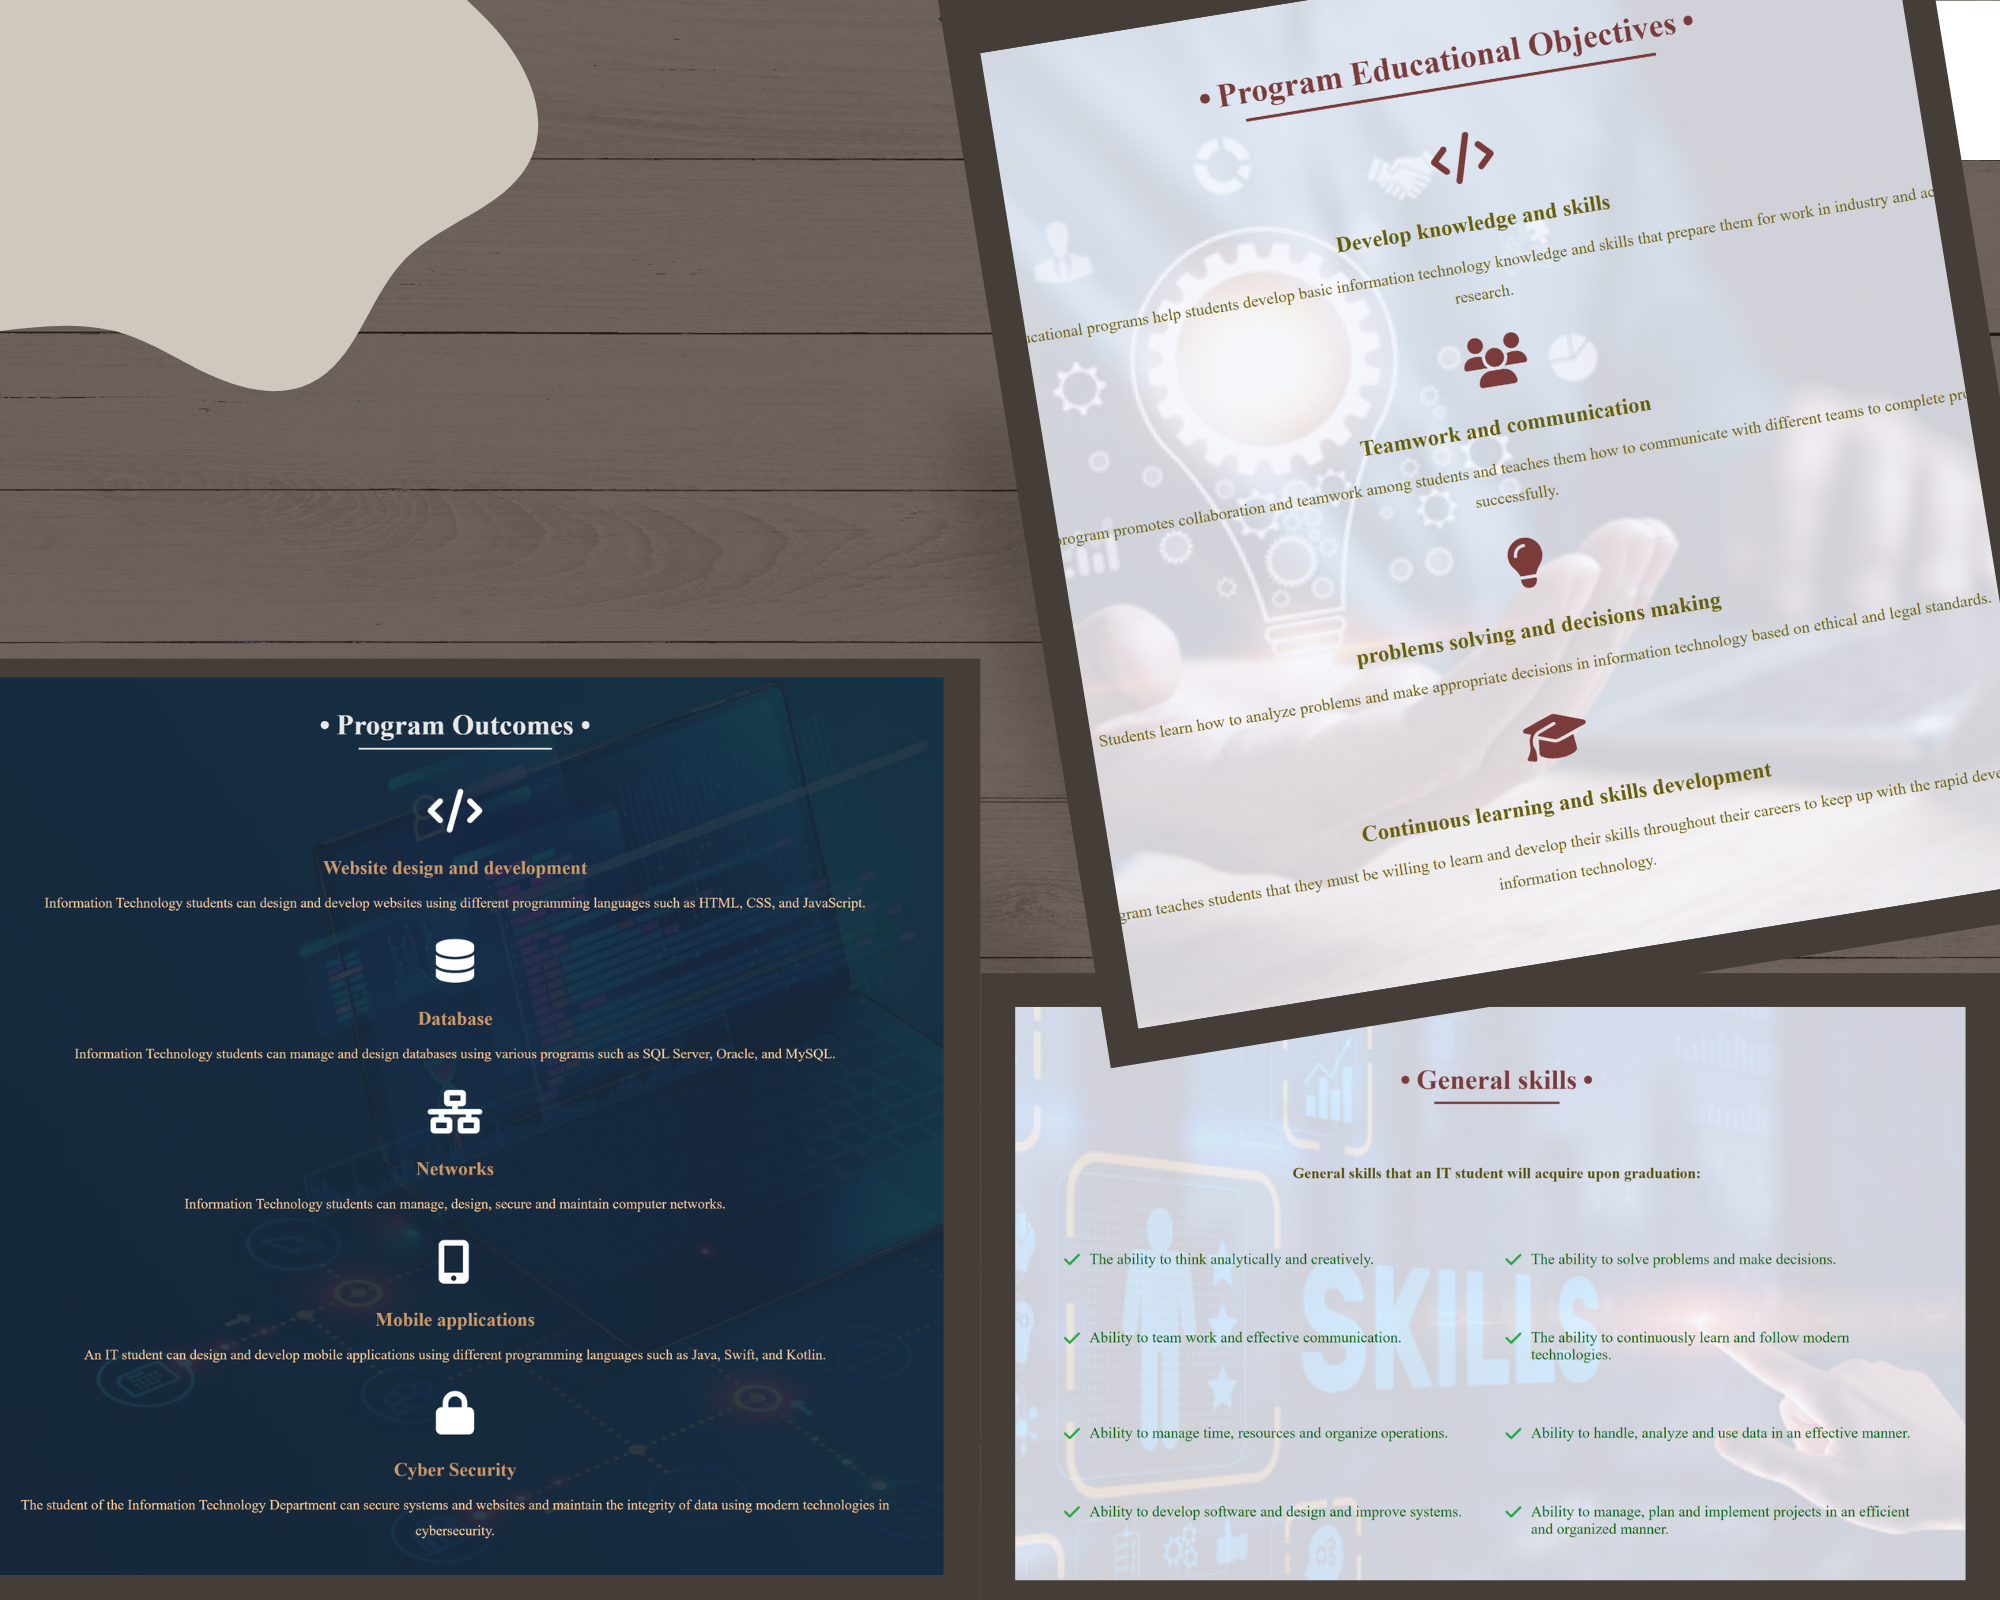 • Program Educational Objectives •
Develop knowledge and skills
educational programs help students develop basic information technology knowledge and skills that prepare them for work in industry and
research.
Teamwork and communication
program promotes collaboration and teamwork among students and teaches them how to communicate with different teams to complete
successfully.
problems solving and decisions making
Students learn how to analyze problems and make appropriate decisions in information technology based on ethical and legal standards.
Continuous learning and skills development
teaches students that they must be willing to learn and develop their skills throughout their careers to keep up with the rapid
information technology.
• Program Outcomes •
Website design and development
Information Technology students can design and develop websites using different programming languages such as HTML, CSS, and JavaScript.
Database
Information Technology students can manage and design databases using various programs such as SQL Server, Oracle, and MySQL.
Networks
Information Technology students can manage, design, secure and maintain computer networks.
Mobile applications
An IT student can design and develop mobile applications using different programming languages such as Java, Swift, and Kotlin.
Cyber Security
The student of the Information Technology Department can secure systems and websites and maintain the integrity of data using modern technologies in
cybersecurity.
• General skills •
General skills that an IT student will acquire upon graduation:
The ability to think analytically and creatively.
The ability to solve problems and make decisions.
SKILLS
Ability to team work and effective communication.
The ability to continuously learn and follow modern
technologies.
Ability to manage time, resources and organize operations.
Ability to handle, analyze and use data in an effective manner.
Ability to develop software and design and improve systems.
Ability to manage, plan and implement projects in an efficient
and organized manner.